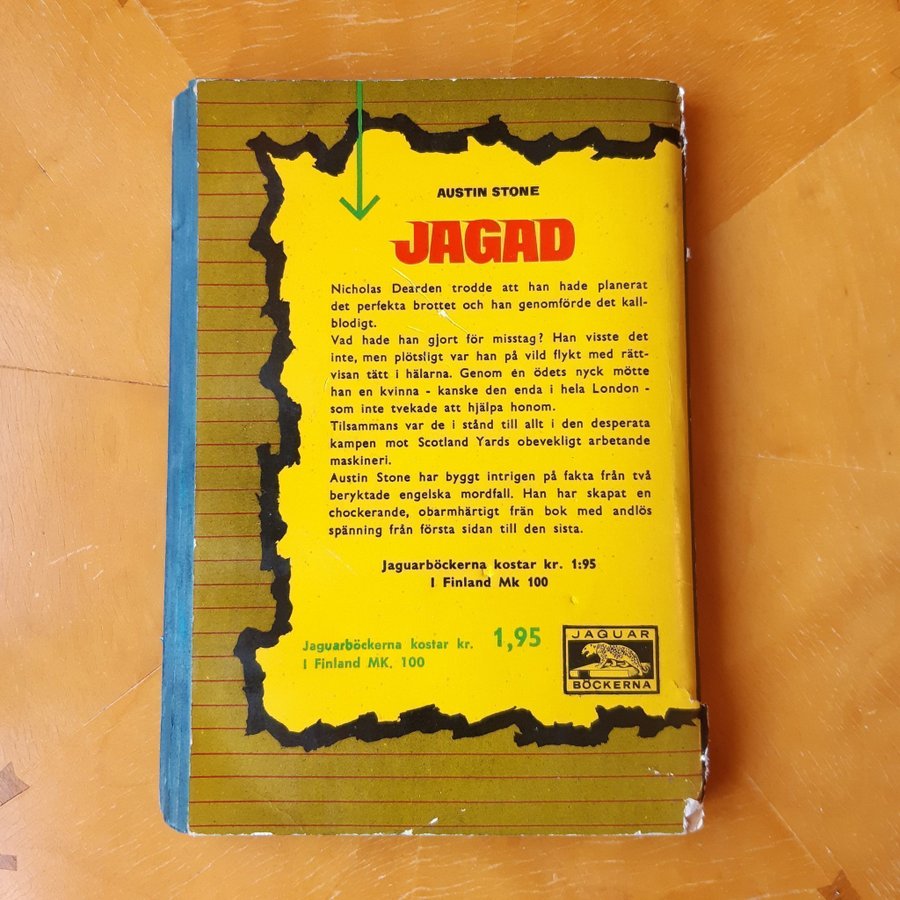 AUSTIN STONE
JAGAD
Nicholas Dearden trodde att han hade planerat
det perfekta brottet och han genomförde det kall-
blodigt.
Vad hade han gjort för misstag? Han visste det
inte, men plötsligt var han på vild flykt med rätt-
visan tätt i hälarna. Genom én ödets nyck mötte
han en kvinna - kanske den enda i hela London -
som inte tvekade att hjälpa honom.
Tillsammans var de i stånd till allt i den desperata
kampen mot Scotland Yards obevekligt arbetande
maskineri.
Austin Stone har byggt intrigen på fakta från två
beryktade engelska mordfall. Han har skapat en
chockerande, obarmhärtigt frän bok med andlös
spänning från första sidan till den sista.
Jaguarböckerna kostar kr. 1:95
I Finland Mk 100
Jaguarböckerna kostar kr. 1,95
I Finland MK. 100
JAGUAR
BÖCKERNA